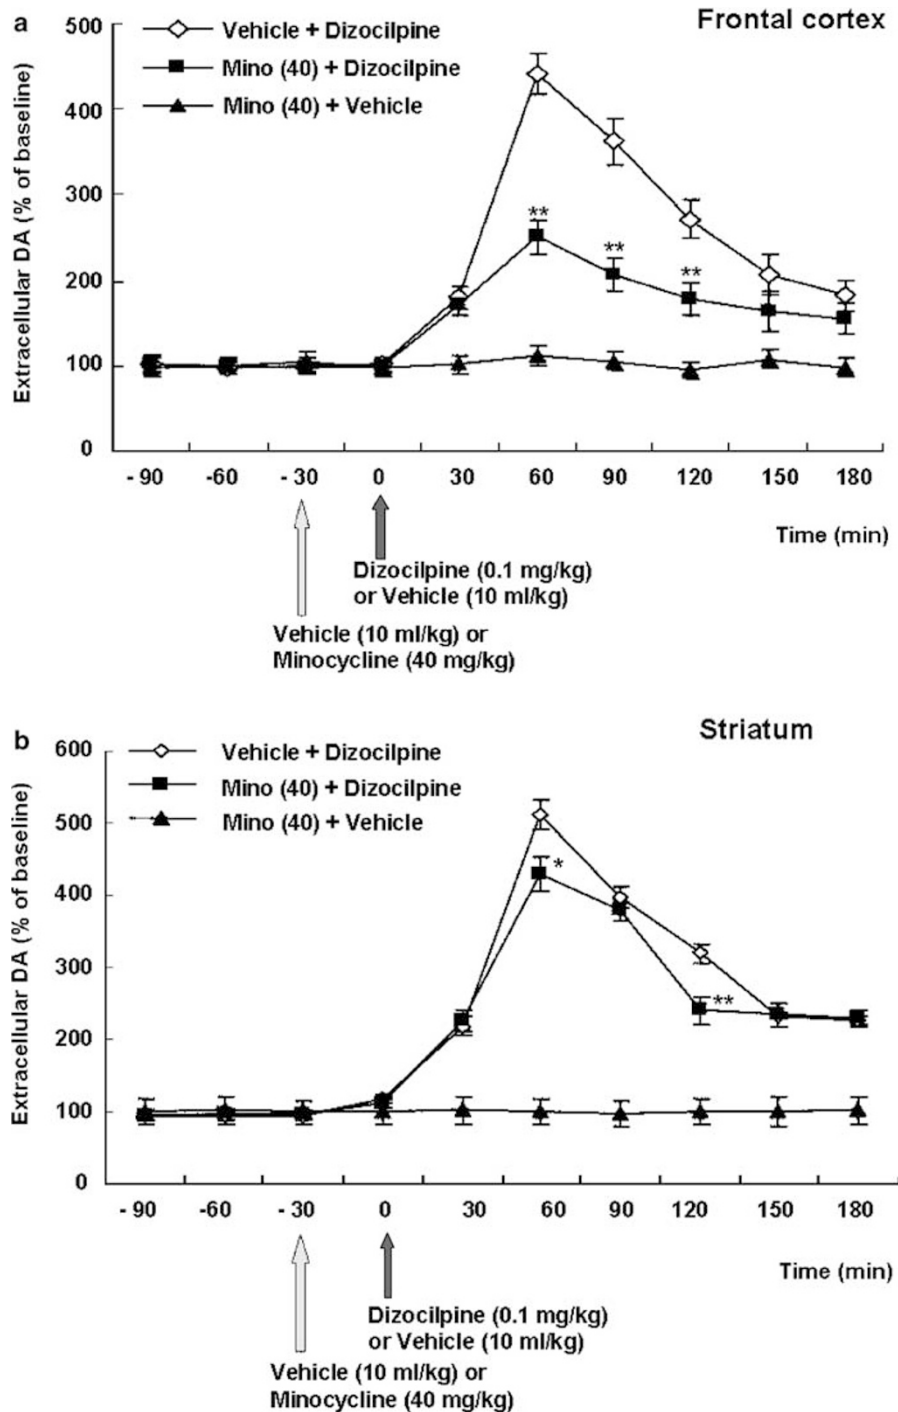 a
Frontal cortex
Vehicle + Dizocilpine
Mino (40) + Dizocilpine
Mino (40) + Vehicle
Extracellular DA (% of baseline)
500
400
300
200
100
0
**
**
**
- 90 -60 - 30 0 30 60 90 120 150 180
Time (min)
Dizocilpine (0.1 mg/kg)
or Vehicle (10 ml/kg)
Vehicle (10 ml/kg) or
Minocycline (40 mg/kg)
b
Striatum
Vehicle + Dizocilpine
Mino (40) + Dizocilpine
Mino (40) + Vehicle
Extracellular DA (% of baseline)
600
500
400
300
200
100
0
*
**
- 90 -60 - 30 0 30 60 90 120 150 180
Time (min)
Dizocilpine (0.1 mg/kg)
or Vehicle (10 ml/kg)
Vehicle (10 ml/kg) or
Minocycline (40 mg/kg)